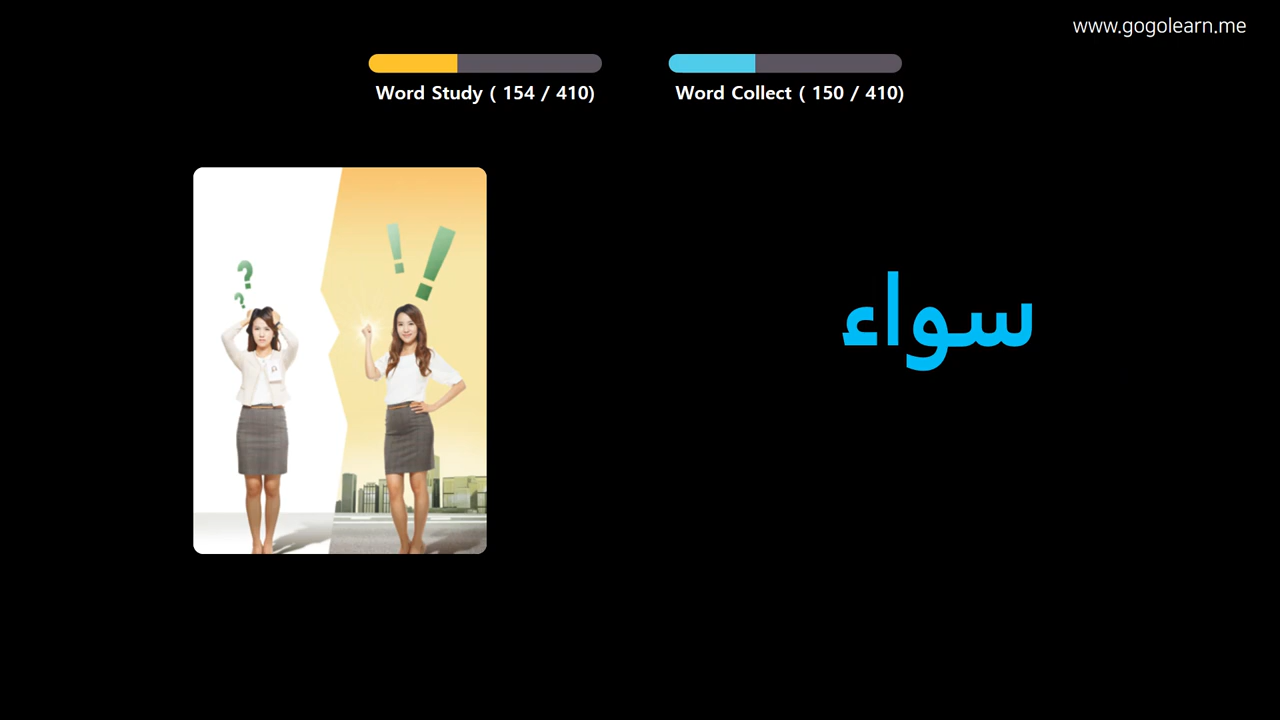 www.gogolearn.me
Word Study ( 154 / 410)
Word Collect ( 150 / 410)
? ?
! !
سواء